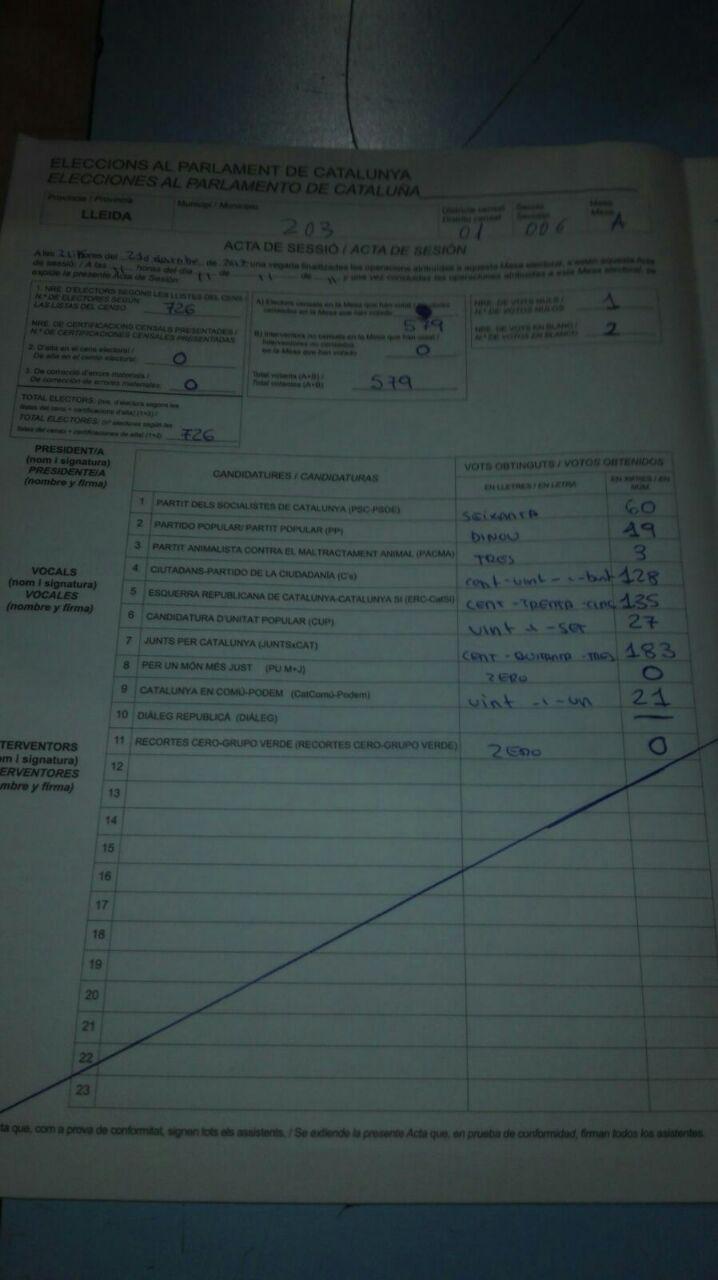 ELECCIONS AL PARLAMENT DE CATALUNYA
ELECCIONES AL PARLAMENTO DE CATALUÑA
Província / Provincia
LLEIDA
Municipi / Municipio
203
Districte censal
Distrito censal
01
Secció
Sección
006
Mesa
Mesa
A
ACTA DE SESSIÓ / ACTA DE SESIÓN
A les 21 hores del 21 de de 2017 una vegada finalitzades les operacions atribuïdes a aquesta Mesa electoral, s'estén aquesta Acta
de sessió. / A las horas del día de de y una vez concluidas las operaciones atribuidas a esta Mesa electoral, se
expide la presente Acta de Sesión.
1. NRE. D'ELECTORS SEGONS LES LLISTES DEL CENS
N.º DE ELECTORES SEGÚN
LAS LISTAS DEL CENSO 726
NRE. DE CERTIFICACIONS CENSALS PRESENTADES /
N.º DE CERTIFICACIONES CENSALES PRESENTADAS
2. D'alta en el cens electoral /
De alta en el censo electoral: 0
3. De correcció d'errors materials /
De corrección de errores materiales: 0
TOTAL ELECTORS: (nre. d'electors segons les
llistes del cens + certificacions d'alta) (1+2) /
TOTAL ELECTORES: (n.º electores según las
listas del censo + certificaciones de alta) (1+2) 726
A) Electors censats en la Mesa que han votat / Electores
censados en la Mesa que han votado
579
B) Interventors no censats en la Mesa que han votat /
Interventores no censados
en la Mesa que han votado 0
Total votants (A+B) /
Total votantes (A+B) 579
NRE. DE VOTS NULS /
N.º DE VOTOS NULOS 1
NRE. DE VOTS EN BLANC /
N.º DE VOTOS EN BLANCO 2
PRESIDENT/A
(nom i signatura)
PRESIDENTE/A
(nombre y firma)
VOCALS
(nom i signatura)
VOCALES
(nombre y firma)
TERVENTORS
om i signatura)
ERVENTORES
mbre y firma)
CANDIDATURES / CANDIDATURAS
VOTS OBTINGUTS / VOTOS OBTENIDOS
EN LLETRES / EN LETRA
EN XIFRES / EN NÚM.
1 PARTIT DELS SOCIALISTES DE CATALUNYA (PSC-PSOE) SEIXANTA 60
2 PARTIDO POPULAR/ PARTIT POPULAR (PP) DINOU 19
3 PARTIT ANIMALISTA CONTRA EL MALTRACTAMENT ANIMAL (PACMA) TRES 3
4 CIUTADANS-PARTIDO DE LA CIUDADANÍA (C's) cent-vint-i-buit 128
5 ESQUERRA REPUBLICANA DE CATALUNYA-CATALUNYA SÍ (ERC-CatSí) CENT-TRENTA-CINC 135
6 CANDIDATURA D'UNITAT POPULAR (CUP) vint-i-SET 27
7 JUNTS PER CATALUNYA (JUNTSxCAT) CENT-VUITANTA-TRES 183
8 PER UN MÓN MÉS JUST (PU M+J) ZERO 0
9 CATALUNYA EN COMÚ-PODEM (CatComú-Podem) vint-i-un 21
10 DIÀLEG REPUBLICÀ (DIÀLEG) —
11 RECORTES CERO-GRUPO VERDE (RECORTES CERO-GRUPO VERDE) ZERO 0
12
13
14
15
16
17
18
19
20
21
22
23
ta que, com a prova de conformitat, signen tots els assistents. / Se extiende la presente Acta que, en prueba de conformidad, firman todos los asistentes.